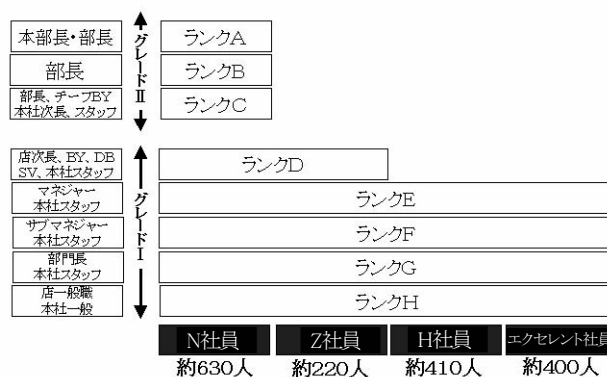 本部長・部長
ランクA
部長
ランクB
部長、チーフBY
本社次長、スタッフ
ランクC
グレードⅡ
店次長、BY、DB
SV、本社スタッフ
ランクD
マネジャー
本社スタッフ
ランクE
サブマネジャー
本社スタッフ
ランクF
部門長
本社スタッフ
ランクG
店一般職
本社一般
ランクH
グレードⅠ
N社員
Z社員
H社員
エクセレント社員
約630人
約220人
約410人
約400人